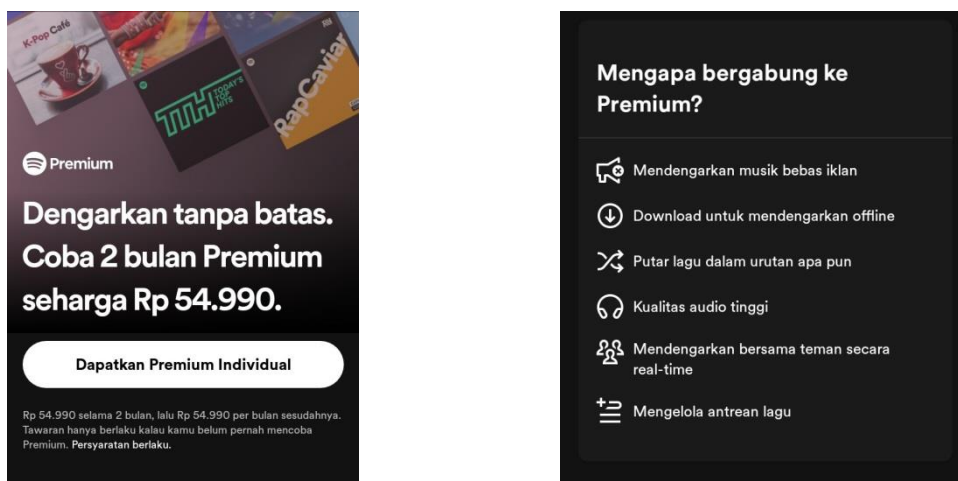 K-Pop Café
TTH TODAY'S
TOP
HITS
RapCaviar
Premium
Dengarkan tanpa batas.
Coba 2 bulan Premium
seharga Rp 54.990.
Dapatkan Premium Individual
Rp 54.990 selama 2 bulan, lalu Rp 54.990 per bulan sesudahnya.
Tawaran hanya berlaku kalau kamu belum pernah mencoba
Premium. Persyaratan berlaku.
Mengapa bergabung ke
Premium?
Mendengarkan musik bebas iklan
Download untuk mendengarkan offline
Putar lagu dalam urutan apa pun
Kualitas audio tinggi
Mendengarkan bersama teman secara
real-time
Mengelola antrean lagu